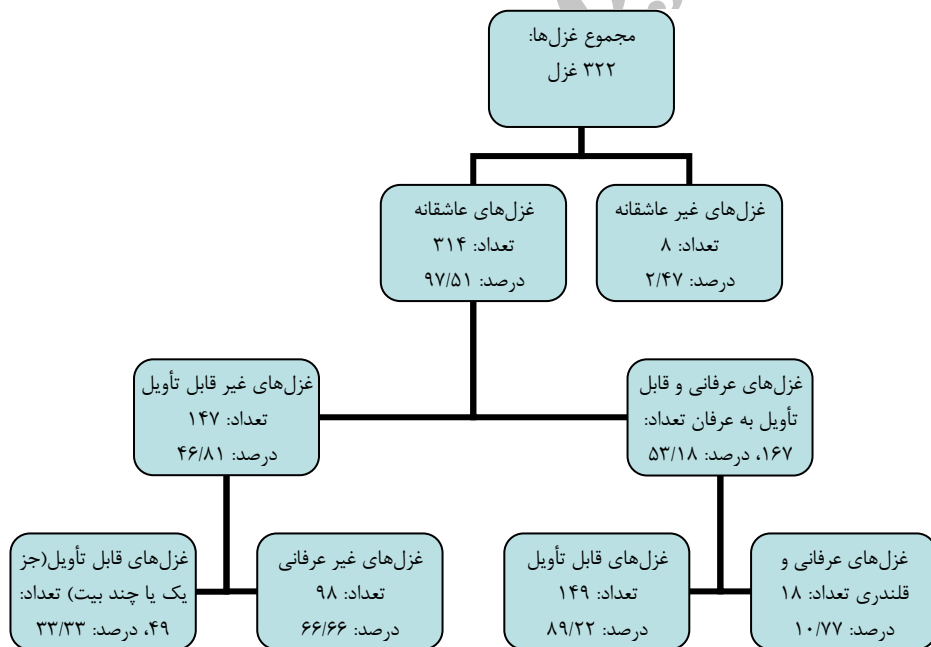 مجموع غزل‌ها:
۳۲۲ غزل
غزل‌های غیر عاشقانه
تعداد: ۸
درصد: ۲/۴۷
غزل‌های عاشقانه
تعداد: ۳۱۴
درصد: ۹۷/۵۱
غزل‌های عرفانی و قابل
تأویل به عرفان تعداد:
۱۶۷، درصد: ۵۳/۱۸
غزل‌های غیر قابل تأویل
تعداد: ۱۴۷
درصد: ۴۶/۸۱
غزل‌های عرفانی و
قلندری تعداد: ۱۸
درصد: ۱۰/۷۷
غزل‌های قابل تأویل
تعداد: ۱۴۹
درصد: ۸۹/۲۲
غزل‌های غیر عرفانی
تعداد: ۹۸
درصد: ۶۶/۶۶
غزل‌های قابل تأویل(جز
یک یا چند بیت) تعداد:
۴۹، درصد: ۳۳/۳۳